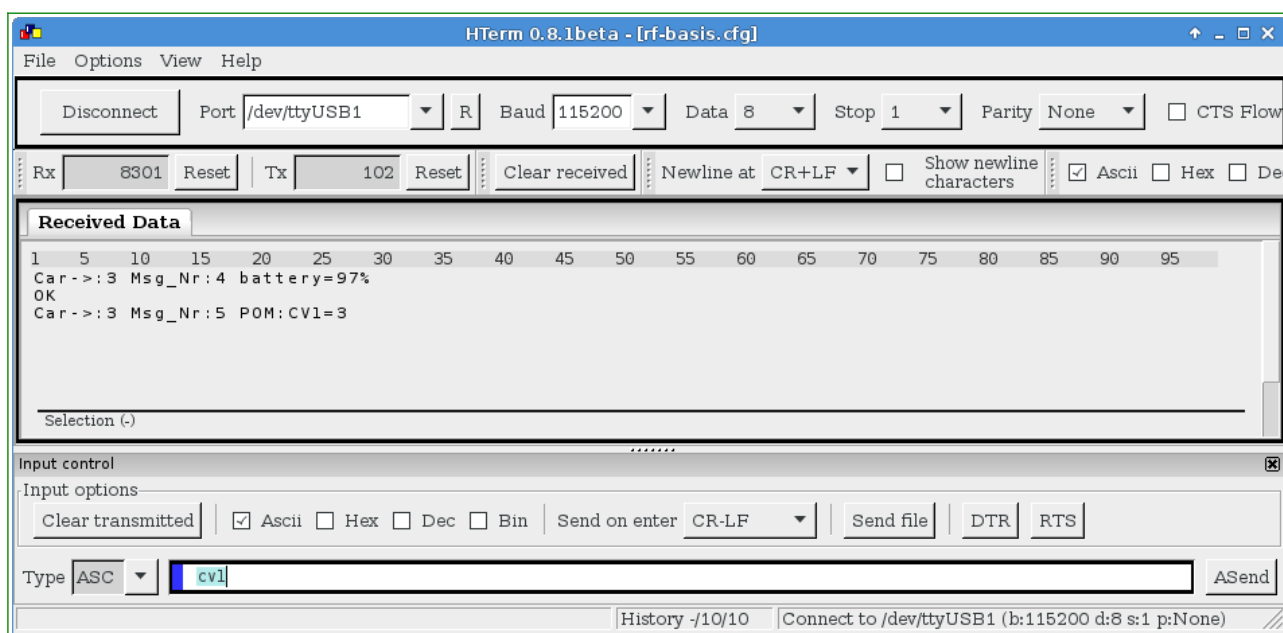 HTerm 0.8.1beta - [rf-basis.cfg]
File Options View Help
Disconnect Port /dev/ttyUSB1 R Baud 115200 Data 8 Stop 1 Parity None CTS Flow
Rx 8301 Reset Tx 102 Reset Clear received Newline at CR+LF Show newline characters Ascii Hex De
Received Data
1 5 10 15 20 25 30 35 40 45 50 55 60 65 70 75 80 85 90 95
Car->:3 Msg_Nr:4 battery=97%
OK
Car->:3 Msg_Nr:5 POM:CV1=3
Selection (-)
Input control
Input options
Clear transmitted Ascii Hex Dec Bin Send on enter CR-LF Send file DTR RTS
Type ASC cv1 ASend
History -/10/10 Connect to /dev/ttyUSB1 (b:115200 d:8 s:1 p:None)